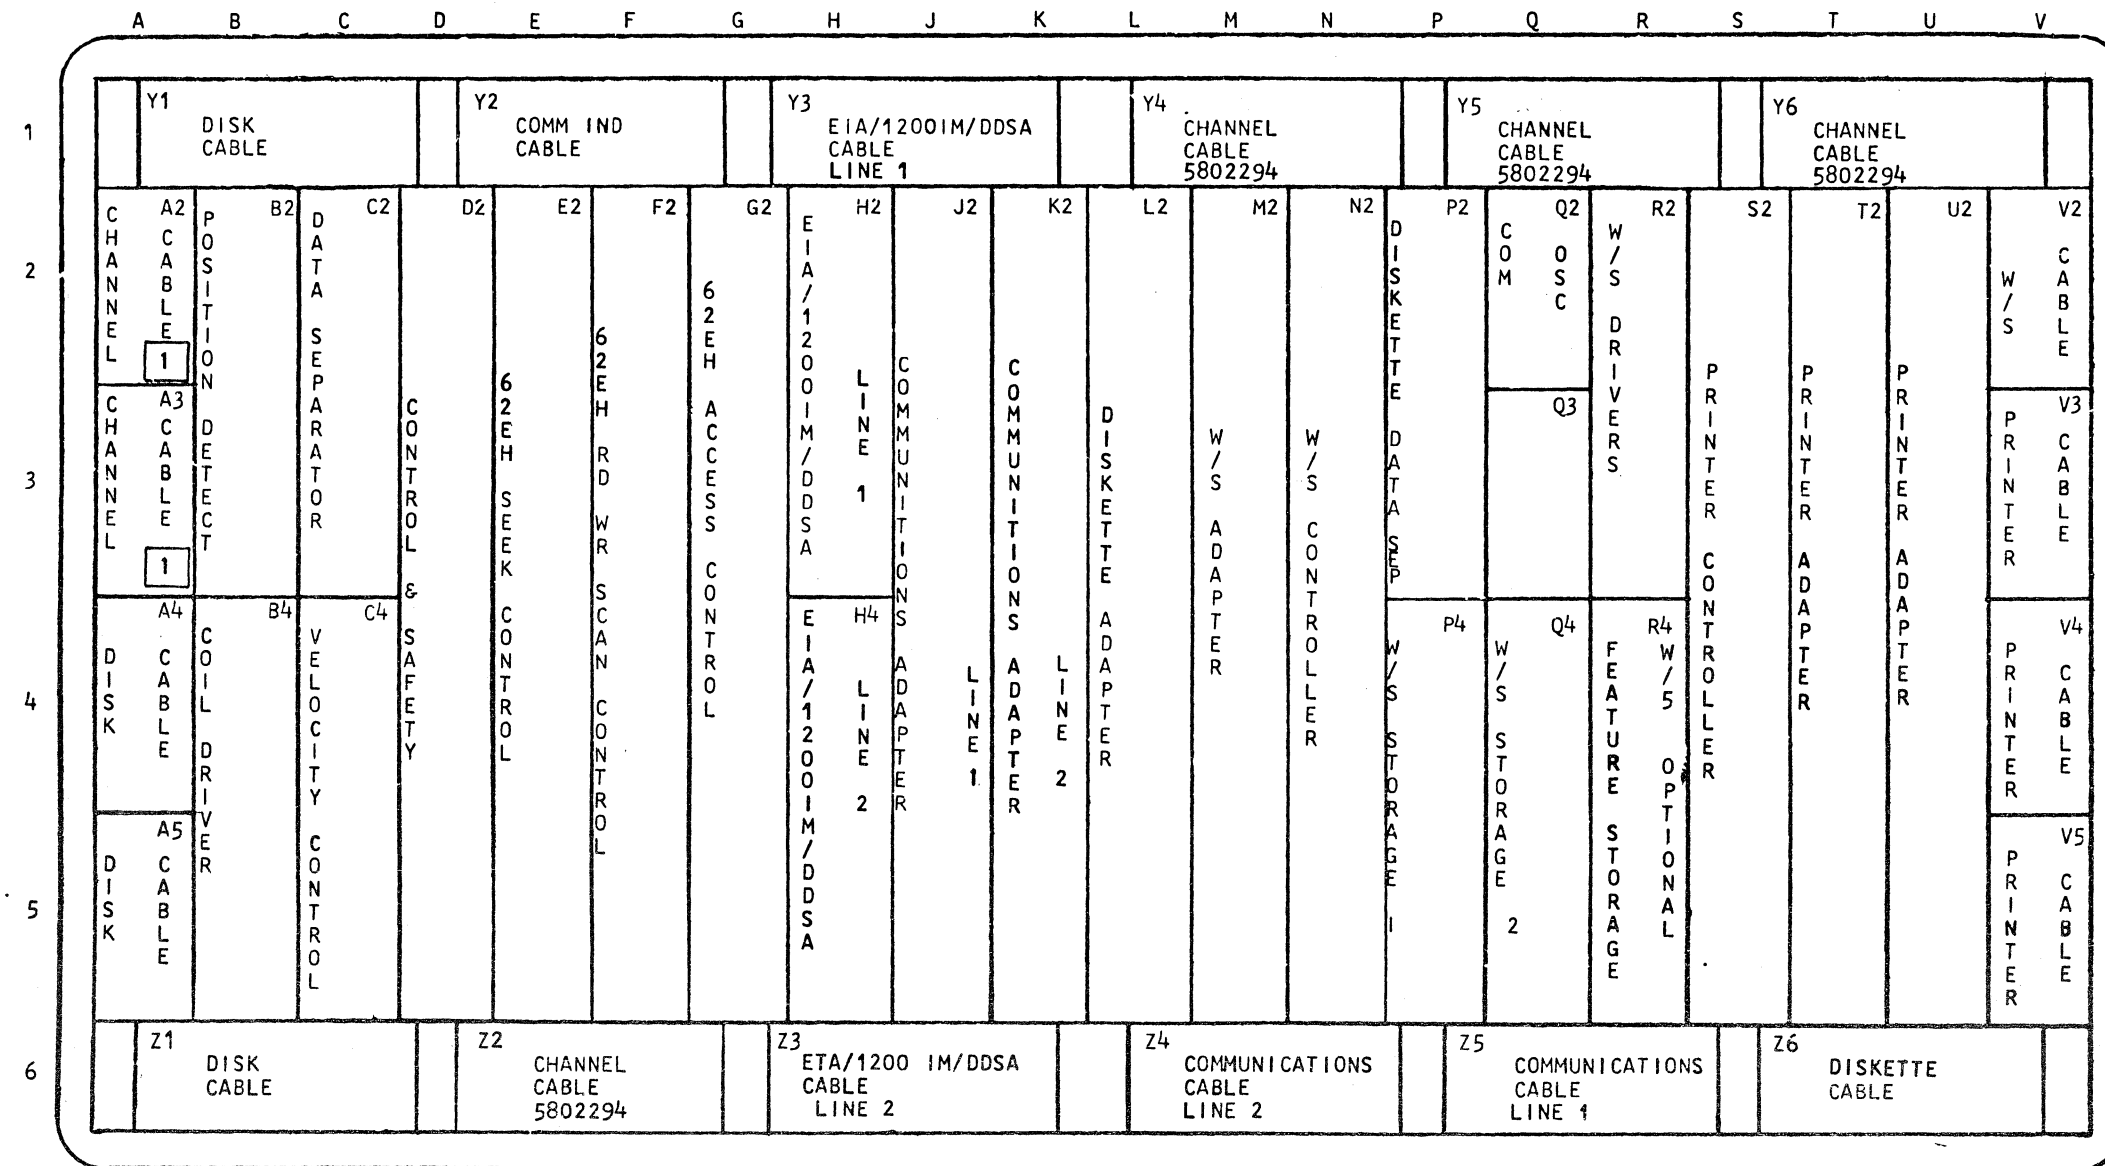 A B C D E F G H J K L M N P Q R S T U V
1
Y1
DISK
CABLE
Y2
COMM IND
CABLE
Y3
EIA/1200IM/DDSA
CABLE
LINE 1
Y4
CHANNEL
CABLE
5802294
Y5
CHANNEL
CABLE
5802294
Y6
CHANNEL
CABLE
5802294
2
3
4
5
A2
CHANNEL
CABLE
1
A3
CHANNEL
CABLE
1
A4
DISK
CABLE
A5
DISK
CABLE
B2
POSITION DETECT
B4
COIL DRIVER
C2
DATA SEPARATOR
C4
VELOCITY CONTROL
D2
CONTROL & SAFETY
E2
62EH SEEK CONTROL
F2
62EH RD WR SCAN CONTROL
G2
62EH ACCESS CONTROL
H2
EIA/1200IM/DDSA
LINE 1
H4
EIA/1200IM/DDSA
LINE 2
J2
COMMUNITIONS ADAPTER
LINE 1
K2
COMMUNITIONS ADAPTER
LINE 2
L2
DISKETTE ADAPTER
M2
W/S ADAPTER
N2
W/S CONTROLLER
P2
DISKETTE DATA SEP
P4
W/S STORAGE 1
Q2
COM
OSC
Q3
Q4
W/S STORAGE 2
R2
W/S DRIVERS
R4
FEATURE STORAGE
W/5 OPTIONAL
S2
PRINTER CONTROLLER
T2
PRINTER ADAPTER
U2
PRINTER ADAPTER
V2
W/S
CABLE
V3
PRINTER
CABLE
V4
PRINTER
CABLE
V5
PRINTER
CABLE
6
Z1
DISK
CABLE
Z2
CHANNEL
CABLE
5802294
Z3
ETA/1200 IM/DDSA
CABLE
LINE 2
Z4
COMMUNICATIONS
CABLE
LINE 2
Z5
COMMUNICATIONS
CABLE
LINE 1
Z6
DISKETTE
CABLE